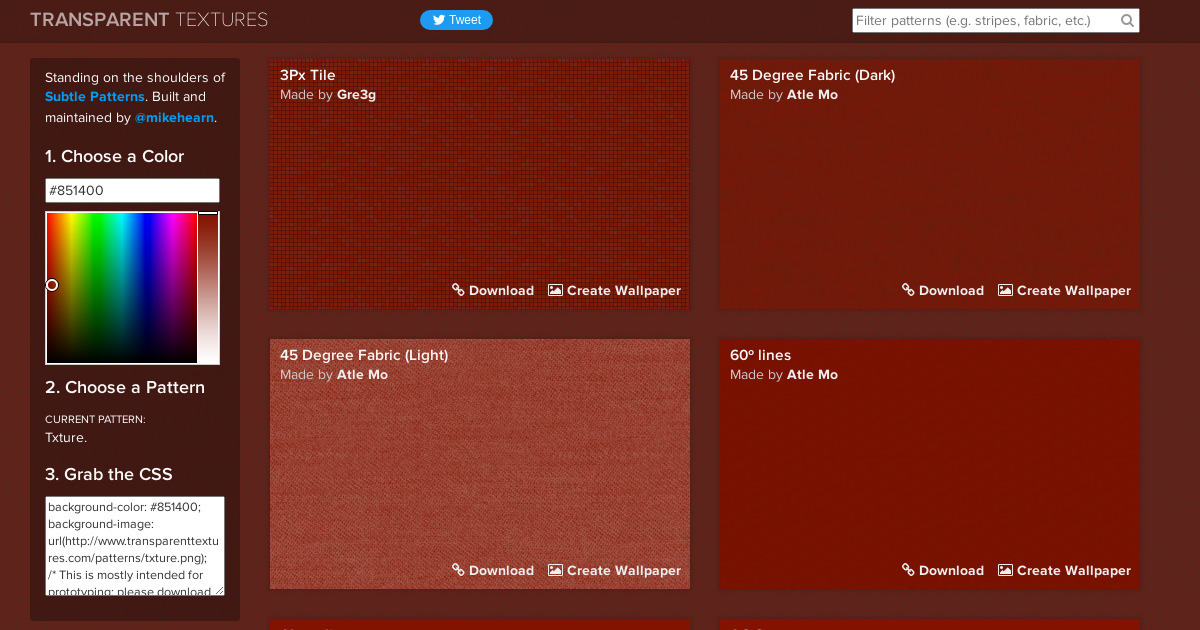 TRANSPARENT TEXTURES
Tweet
Filter patterns (e.g. stripes, fabric, etc.)
Standing on the shoulders of
Subtle Patterns. Built and
maintained by @mikehearn.
1. Choose a Color
#851400
2. Choose a Pattern
CURRENT PATTERN:
Txture.
3. Grab the CSS
background-color: #851400;
background-image:
url(http://www.transparenttextu
res.com/patterns/txture.png);
/* This is mostly intended for
prototyping; please download
3Px Tile
Made by Gre3g
Download Create Wallpaper
45 Degree Fabric (Dark)
Made by Atle Mo
Download Create Wallpaper
45 Degree Fabric (Light)
Made by Atle Mo
Download Create Wallpaper
60º lines
Made by Atle Mo
Download Create Wallpaper